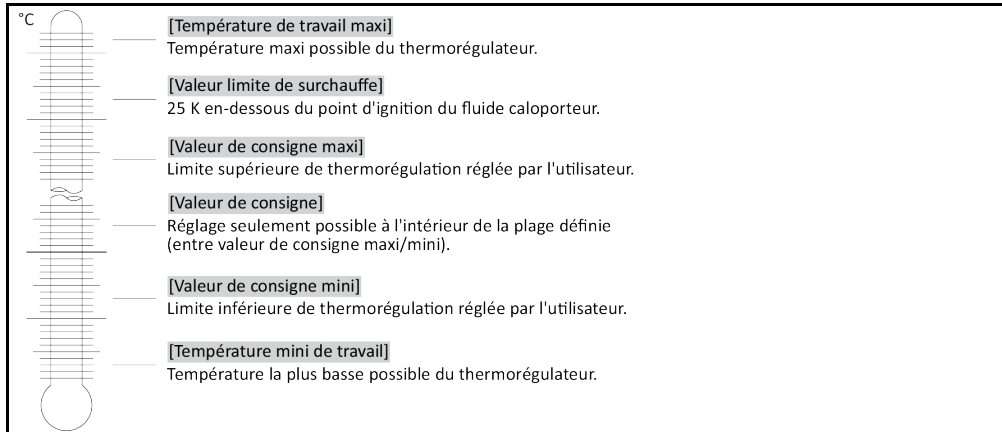 °C
[Température de travail maxi]
Température maxi possible du thermorégulateur.
[Valeur limite de surchauffe]
25 K en-dessous du point d'ignition du fluide caloporteur.
[Valeur de consigne maxi]
Limite supérieure de thermorégulation réglée par l'utilisateur.
[Valeur de consigne]
Réglage seulement possible à l'intérieur de la plage définie
(entre valeur de consigne maxi/mini).
[Valeur de consigne mini]
Limite inférieure de thermorégulation réglée par l'utilisateur.
[Température mini de travail]
Température la plus basse possible du thermorégulateur.